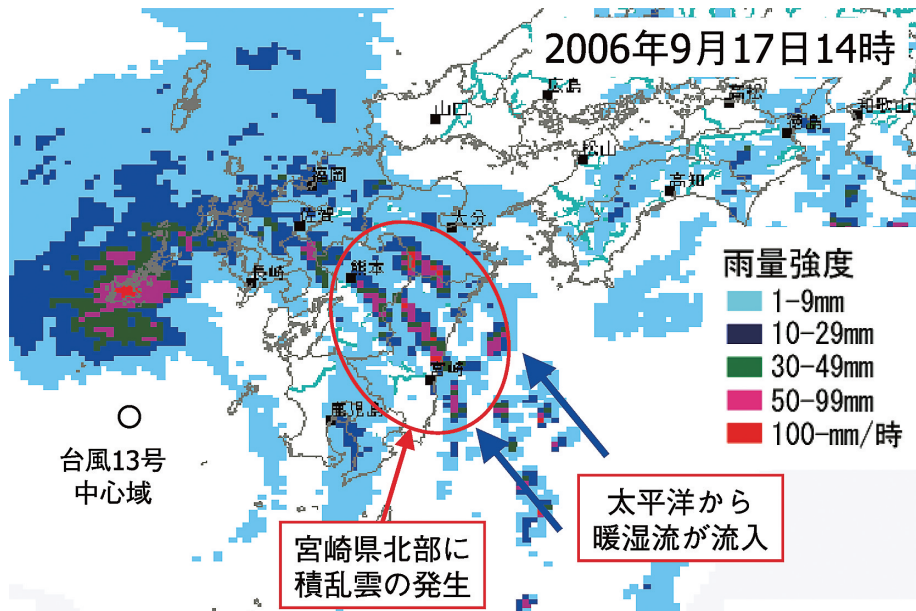 2006年9月17日14時
広島
高松
和歌山
山口
徳島
松山
高知
福岡
佐賀
大分
長崎
熊本
宮崎
鹿児島
雨量強度
1-9mm
10-29mm
30-49mm
50-99mm
100-mm/時
台風13号
中心域
太平洋から
暖湿流が流入
宮崎県北部に
積乱雲の発生